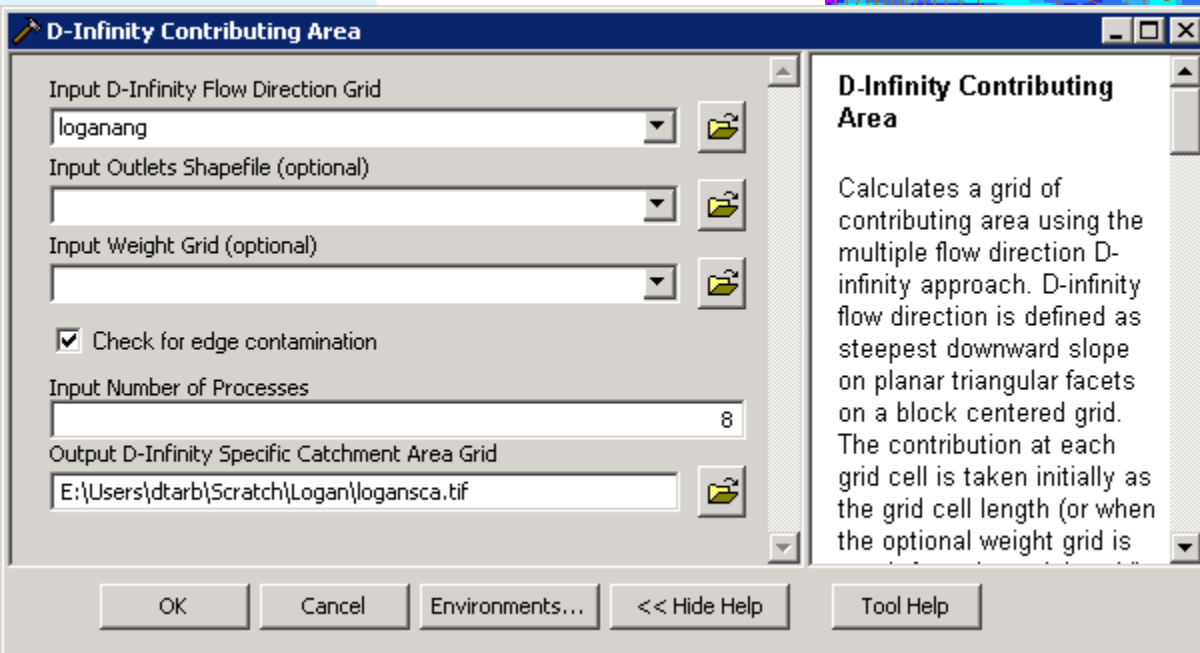 D-Infinity Contributing Area
Input D-Infinity Flow Direction Grid
loganang
Input Outlets Shapefile (optional)
Input Weight Grid (optional)
Check for edge contamination
Input Number of Processes
8
Output D-Infinity Specific Catchment Area Grid
E:\Users\dtarb\Scratch\Logan\logansca.tif
D-Infinity Contributing
Area
Calculates a grid of
contributing area using the
multiple flow direction D-
infinity approach. D-infinity
flow direction is defined as
steepest downward slope
on planar triangular facets
on a block centered grid.
The contribution at each
grid cell is taken initially as
the grid cell length (or when
the optional weight grid is
OK
Cancel
Environments...
<< Hide Help
Tool Help